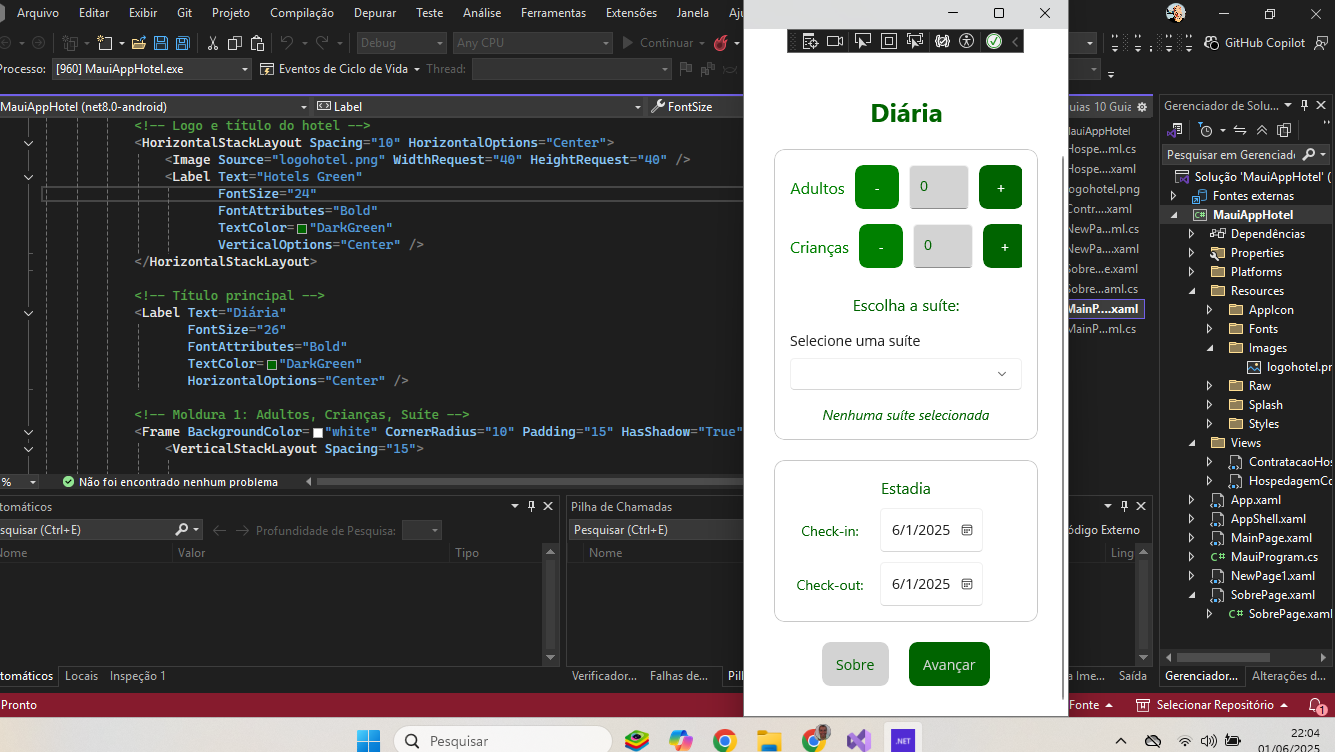 Arquivo Editar Exibir Git Projeto Compilação Depurar Teste Análise Ferramentas Extensões Janela Aju
Debug Any CPU Continuar GitHub Copilot
Processo: [960] MauiAppHotel.exe Eventos de Ciclo de Vida Thread:
MauiAppHotel (net8.0-android) Label FontSize
<!-- Logo e título do hotel -->
<HorizontalStackLayout Spacing="10" HorizontalOptions="Center">
<Image Source="logohotel.png" WidthRequest="40" HeightRequest="40" />
<Label Text="Hotels Green"
FontSize="24"
FontAttributes="Bold"
TextColor="DarkGreen"
VerticalOptions="Center" />
</HorizontalStackLayout>
<!-- Título principal -->
<Label Text="Diária"
FontSize="26"
FontAttributes="Bold"
TextColor="DarkGreen"
HorizontalOptions="Center" />
<!-- Moldura 1: Adultos, Crianças, Suíte -->
<Frame BackgroundColor="white" CornerRadius="10" Padding="15" HasShadow="True"
<VerticalStackLayout Spacing="15">
% Não foi encontrado nenhum problema
tomáticos
squisar (Ctrl+E) Profundidade de Pesquisa:
Nome Valor Tipo
tomáticos Locais Inspeção 1
Pilha de Chamadas
Pesquisar (Ctrl+E)
Nome
Verificador... Falhas de... Pil
Diária
Adultos - 0 +
Crianças - 0 +
Escolha a suíte:
Selecione uma suíte
Nenhuma suíte selecionada
Estadia
Check-in: 6/1/2025
Check-out: 6/1/2025
Sobre Avançar
uias 10 Guia
MauiAppHotel
Hospe...
ml.cs
xaml
ogohotel.png
Contr....xaml
NewPa...ml.cs
NewPa...xaml
Sobre...e.xaml
Sobre...aml.cs
MainP....xaml
MainP...ml.cs
ódigo Externo
Ling
a Ime... Saída
Gerenciador de Solu...
Pesquisar em Gerenciado
Solução 'MauiAppHotel' (
Fontes externas
MauiAppHotel
Dependências
Properties
Platforms
Resources
AppIcon
Fonts
Images
logohotel.pr
Raw
Splash
Styles
Views
ContratacaoHos
HospedagemCo
App.xaml
AppShell.xaml
MainPage.xaml
C# MauiProgram.cs
NewPage1.xaml
SobrePage.xaml
C# SobrePage.xaml
Gerenciador... Alterações d...
Pronto Fonte Selecionar Repositório 1
Pesquisar .NET 22:04
01/06/2025